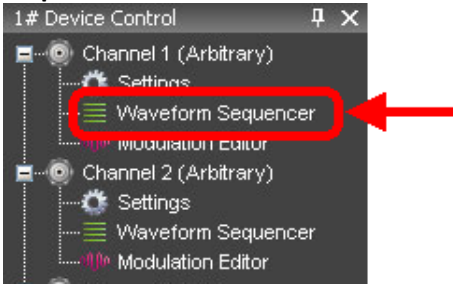 1# Device Control
Channel 1 (Arbitrary)
Settings
Waveform Sequencer
Modulation Editor
Channel 2 (Arbitrary)
Settings
Waveform Sequencer
Modulation Editor